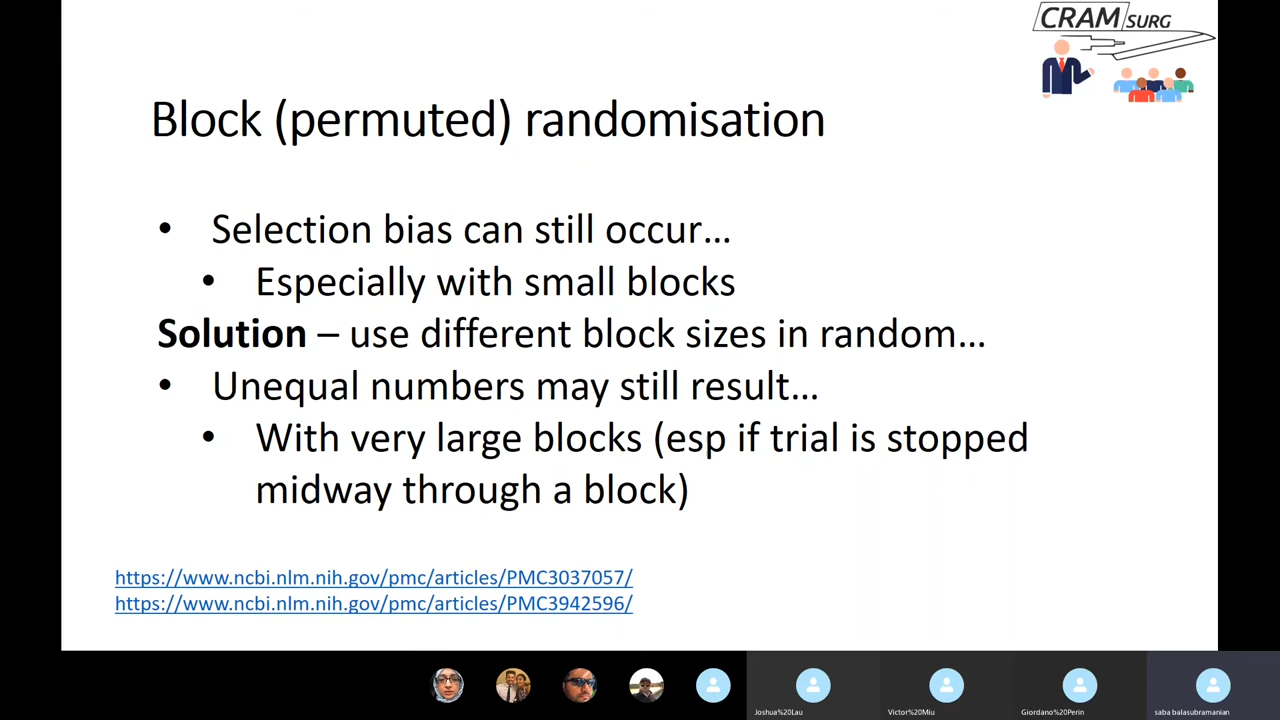 CRAM SURG
Block (permuted) randomisation
• Selection bias can still occur...
• Especially with small blocks
Solution – use different block sizes in random...
• Unequal numbers may still result...
• With very large blocks (esp if trial is stopped
midway through a block)
https://www.ncbi.nlm.nih.gov/pmc/articles/PMC3037057/
https://www.ncbi.nlm.nih.gov/pmc/articles/PMC3942596/
Joshua%20Lau
Victor%20Miu
Giordano%20Perin
saba balasubramanian